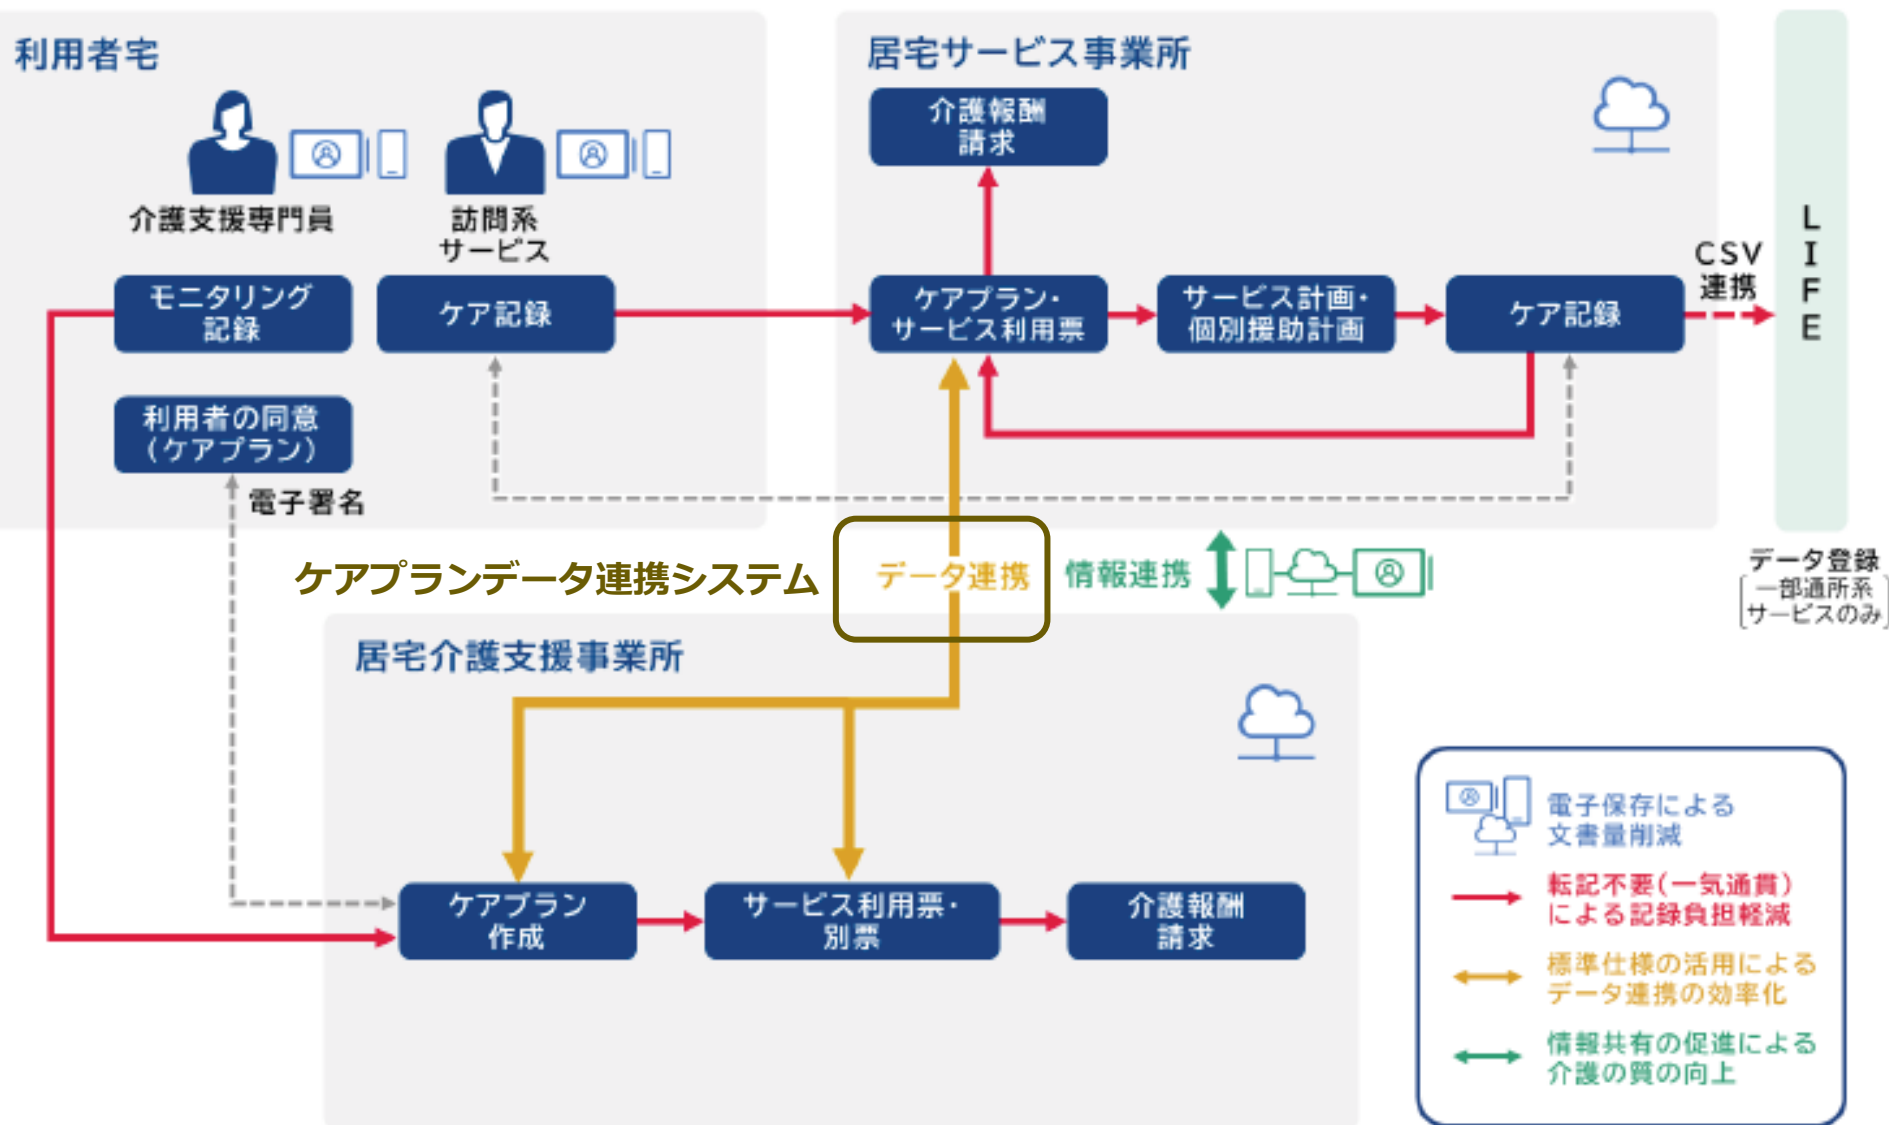 利用者宅
介護支援専門員
訪問系
サービス
モニタリング
記録
ケア記録
利用者の同意
(ケアプラン)
電子署名
居宅サービス事業所
介護報酬
請求
ケアプラン・
サービス利用票
サービス計画・
個別援助計画
ケア記録
CSV
連携
LIFE
データ登録
一部通所系
サービスのみ
ケアプランデータ連携システム
データ連携
情報連携
居宅介護支援事業所
ケアプラン
作成
サービス利用票・
別票
介護報酬
請求
電子保存による
文書量削減
転記不要(一気通貫)
による記録負担軽減
標準仕様の活用による
データ連携の効率化
情報共有の促進による
介護の質の向上